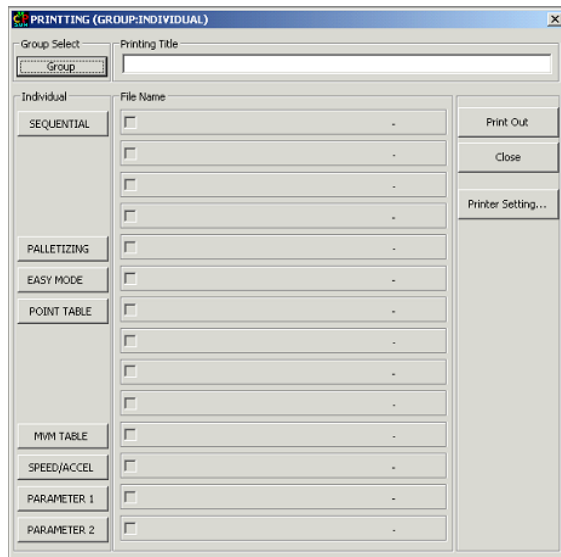 PRINTTING (GROUP:INDIVIDUAL)
Group Select
Printing Title
Group
Individual
File Name
SEQUENTIAL
-
Print Out
-
Close
-
Printer Setting...
-
PALLETIZING
-
EASY MODE
-
POINT TABLE
-
-
-
-
MVM TABLE
-
SPEED/ACCEL
-
PARAMETER 1
-
PARAMETER 2
-